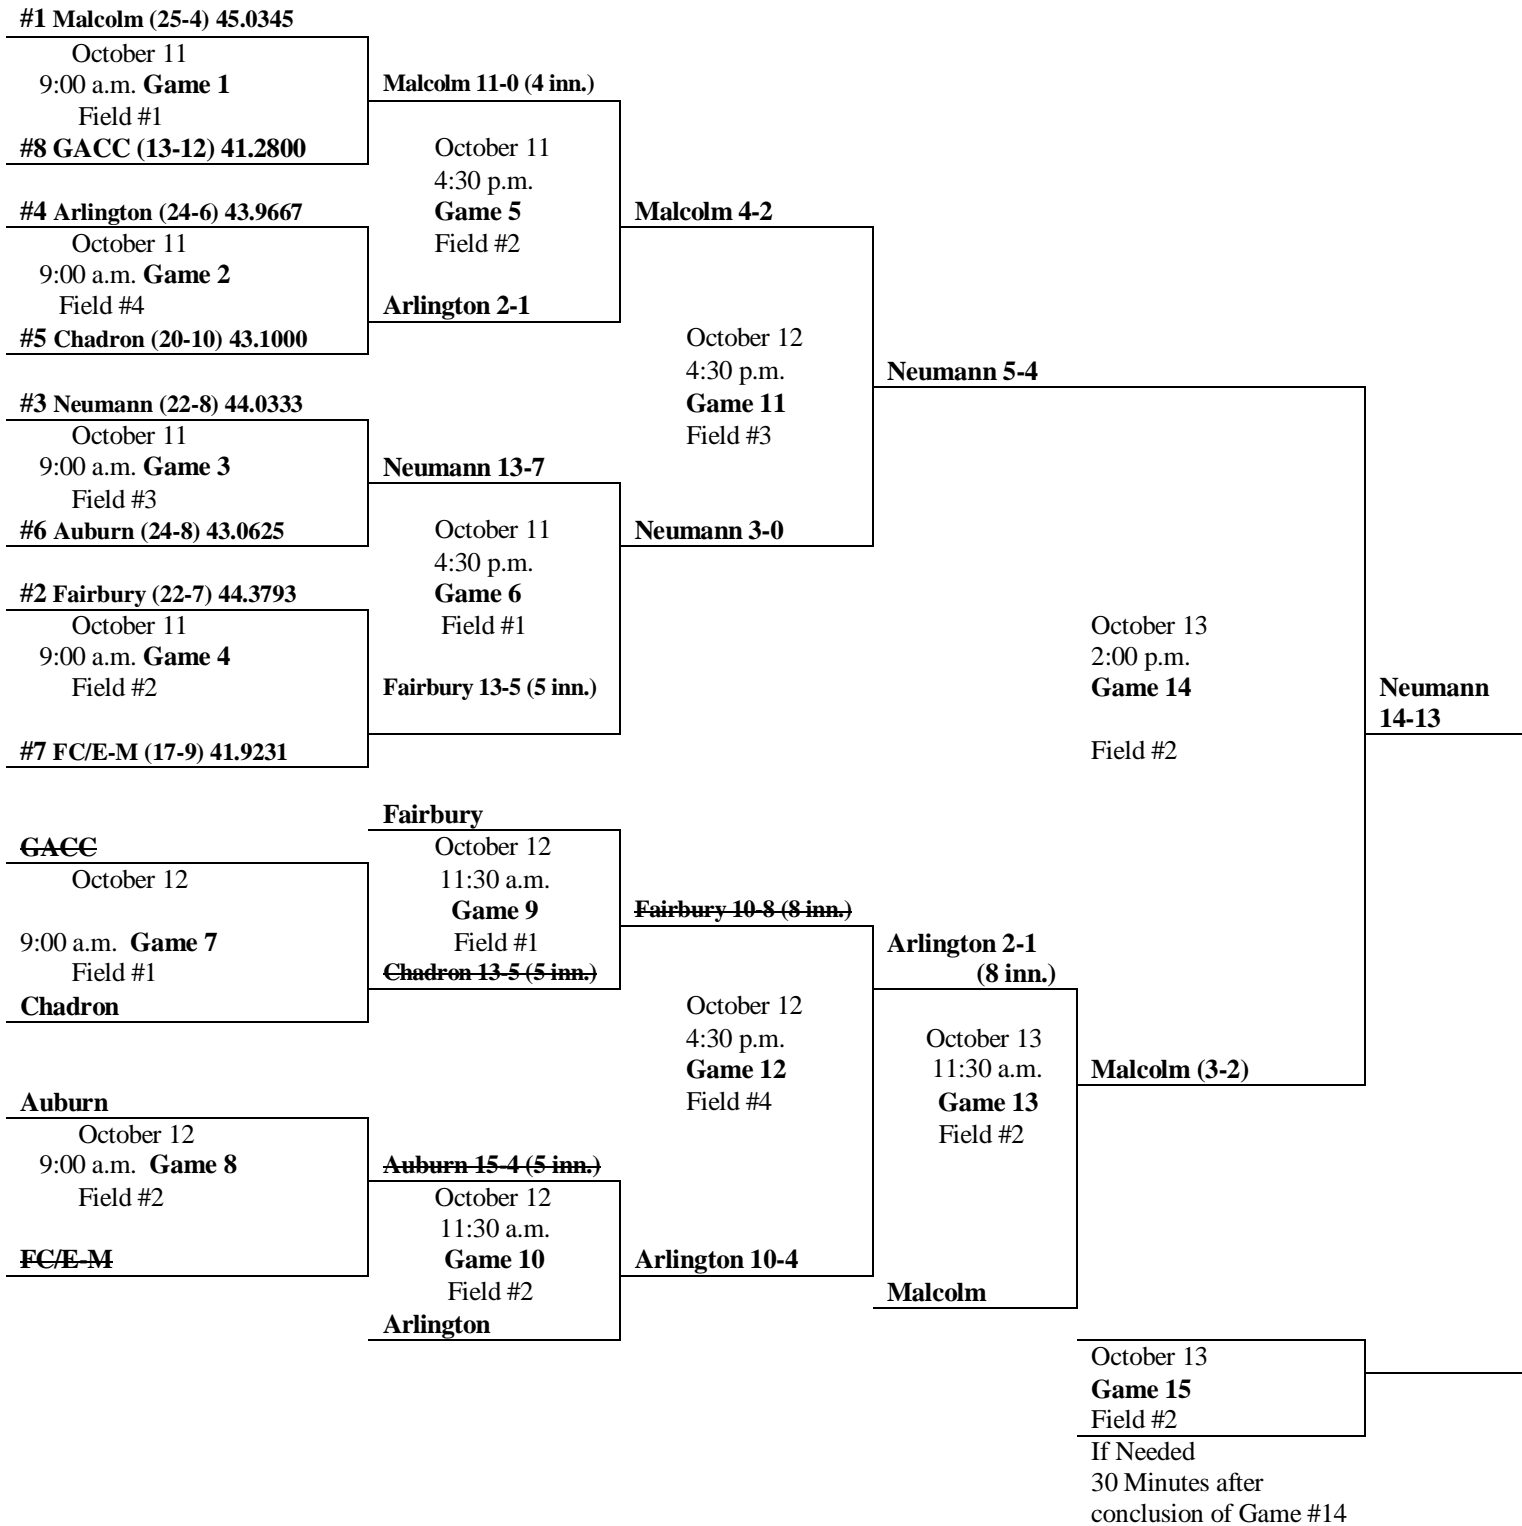 #1 Malcolm (25-4) 45.0345
October 11
9:00 a.m. Game 1
Field #1
#8 GACC (13-12) 41.2800
#4 Arlington (24-6) 43.9667
October 11
9:00 a.m. Game 2
Field #4
#5 Chadron (20-10) 43.1000
#3 Neumann (22-8) 44.0333
October 11
9:00 a.m. Game 3
Field #3
#6 Auburn (24-8) 43.0625
#2 Fairbury (22-7) 44.3793
October 11
9:00 a.m. Game 4
Field #2
#7 FC/E-M (17-9) 41.9231
Malcolm 11-0 (4 inn.)
October 11
4:30 p.m.
Game 5
Field #2
Arlington 2-1
Neumann 13-7
October 11
4:30 p.m.
Game 6
Field #1
Fairbury 13-5 (5 inn.)
Malcolm 4-2
October 12
4:30 p.m.
Game 11
Field #3
Neumann 3-0
Neumann 5-4
October 13
2:00 p.m.
Game 14
Field #2
Neumann
14-13
GACC
October 12
9:00 a.m. Game 7
Field #1
Chadron
Auburn
October 12
9:00 a.m. Game 8
Field #2
FC/E-M
Fairbury
October 12
11:30 a.m.
Game 9
Field #1
Chadron 13-5 (5 inn.)
Auburn 15-4 (5 inn.)
October 12
11:30 a.m.
Game 10
Field #2
Arlington
Fairbury 10-8 (8 inn.)
October 12
4:30 p.m.
Game 12
Field #4
Arlington 10-4
Arlington 2-1
(8 inn.)
October 13
11:30 a.m.
Game 13
Field #2
Malcolm
Malcolm (3-2)
October 13
Game 15
Field #2
If Needed
30 Minutes after
conclusion of Game #14